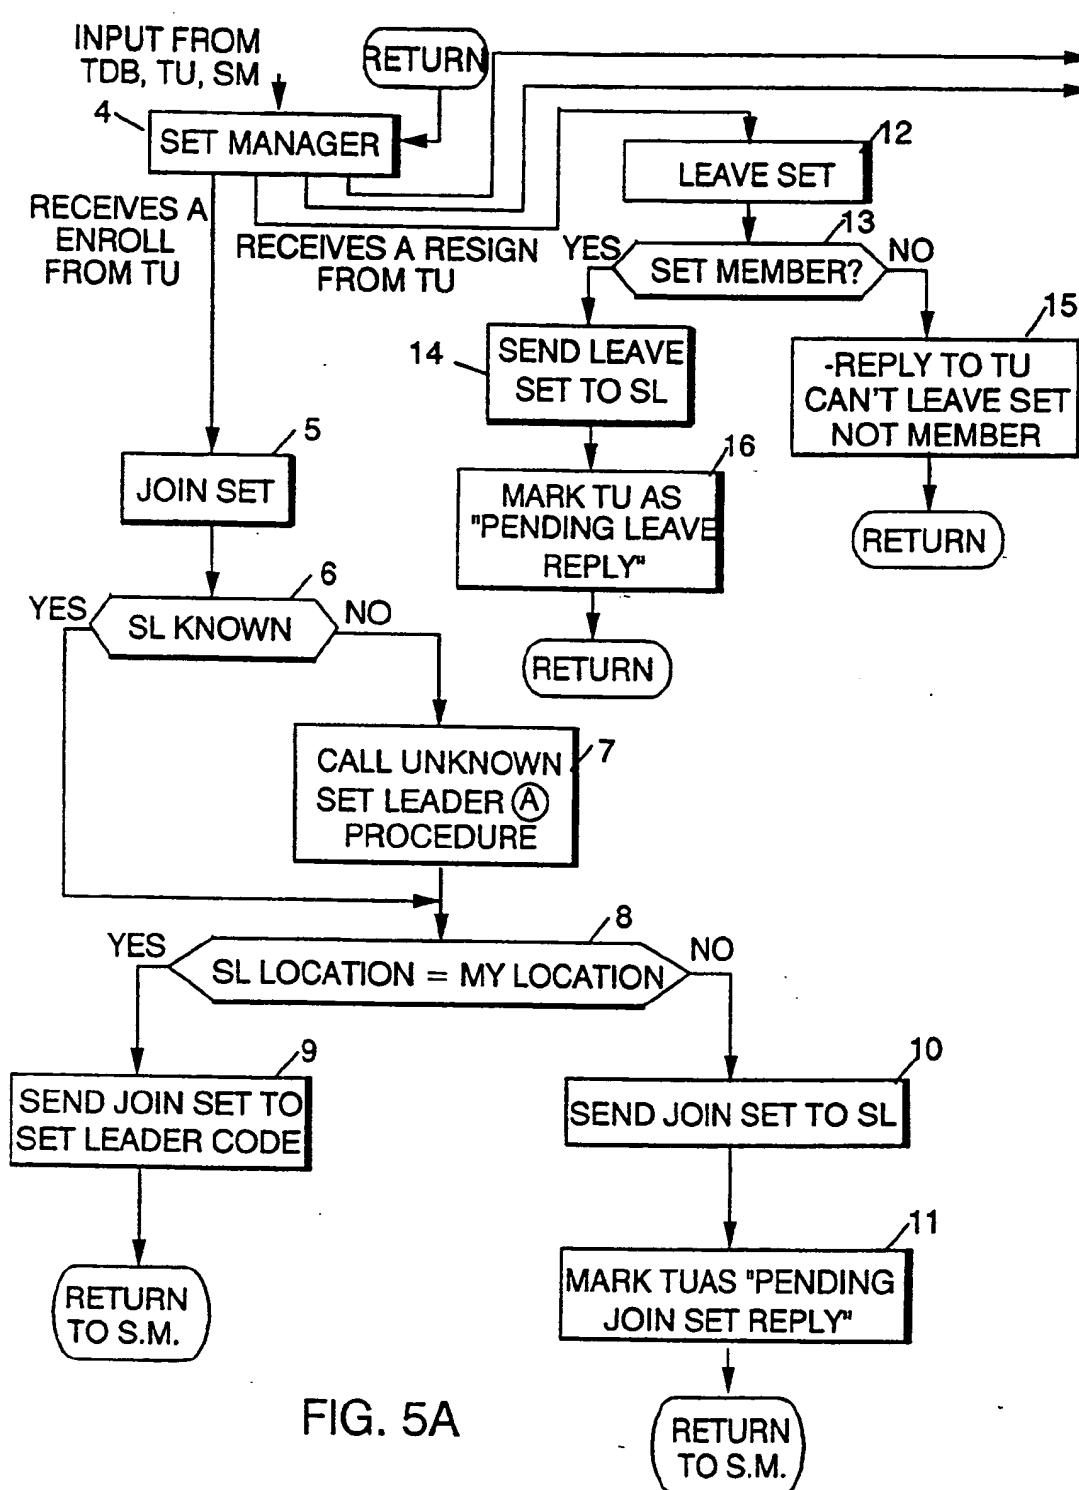 INPUT FROM
TDB, TU, SM
RETURN
4
SET MANAGER
12
LEAVE SET
RECEIVES A
ENROLL
FROM TU
RECEIVES A RESIGN
FROM TU
13
YES
SET MEMBER?
NO
14
SEND LEAVE
SET TO SL
15
-REPLY TO TU
CAN'T LEAVE SET
NOT MEMBER
5
JOIN SET
16
MARK TU AS
"PENDING LEAVE
REPLY"
RETURN
6
YES
SL KNOWN
NO
RETURN
7
CALL UNKNOWN
SET LEADER A
PROCEDURE
8
YES
SL LOCATION = MY LOCATION
NO
9
SEND JOIN SET TO
SET LEADER CODE
10
SEND JOIN SET TO SL
11
MARK TUAS "PENDING
JOIN SET REPLY"
RETURN
TO S.M.
FIG. 5A
RETURN
TO S.M.